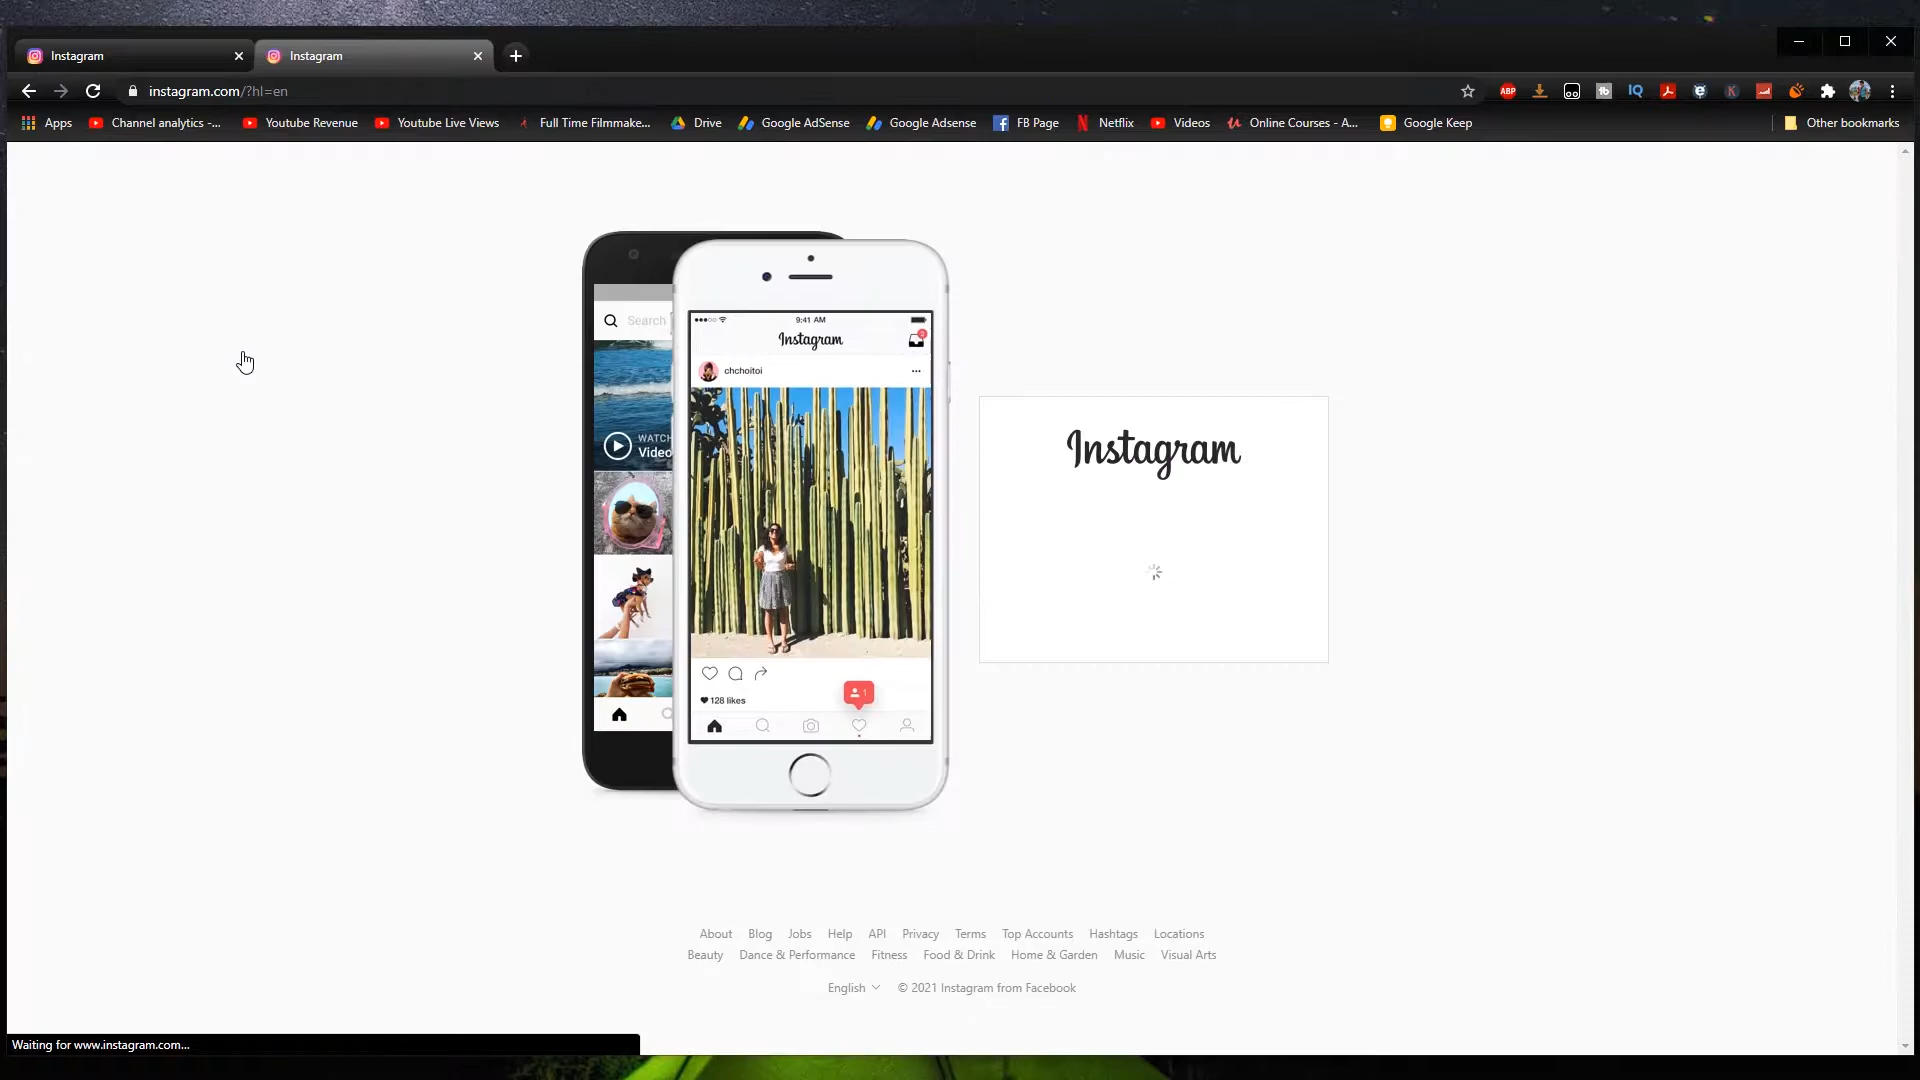 Instagram
Instagram
instagram.com/?hl=en
ABP
tb
IQ
K
Apps
Channel analytics -...
Youtube Revenue
Youtube Live Views
Full Time Filmmake...
Drive
Google AdSense
Google Adsense
FB Page
Netflix
Videos
Online Courses - A...
Google Keep
Other bookmarks
Search
9:41 AM
Instagram
chchoitoi
WATCH
Video
128 likes
1
Instagram
About
Blog
Jobs
Help
API
Privacy
Terms
Top Accounts
Hashtags
Locations
Beauty
Dance & Performance
Fitness
Food & Drink
Home & Garden
Music
Visual Arts
English
© 2021 Instagram from Facebook
Waiting for www.instagram.com...